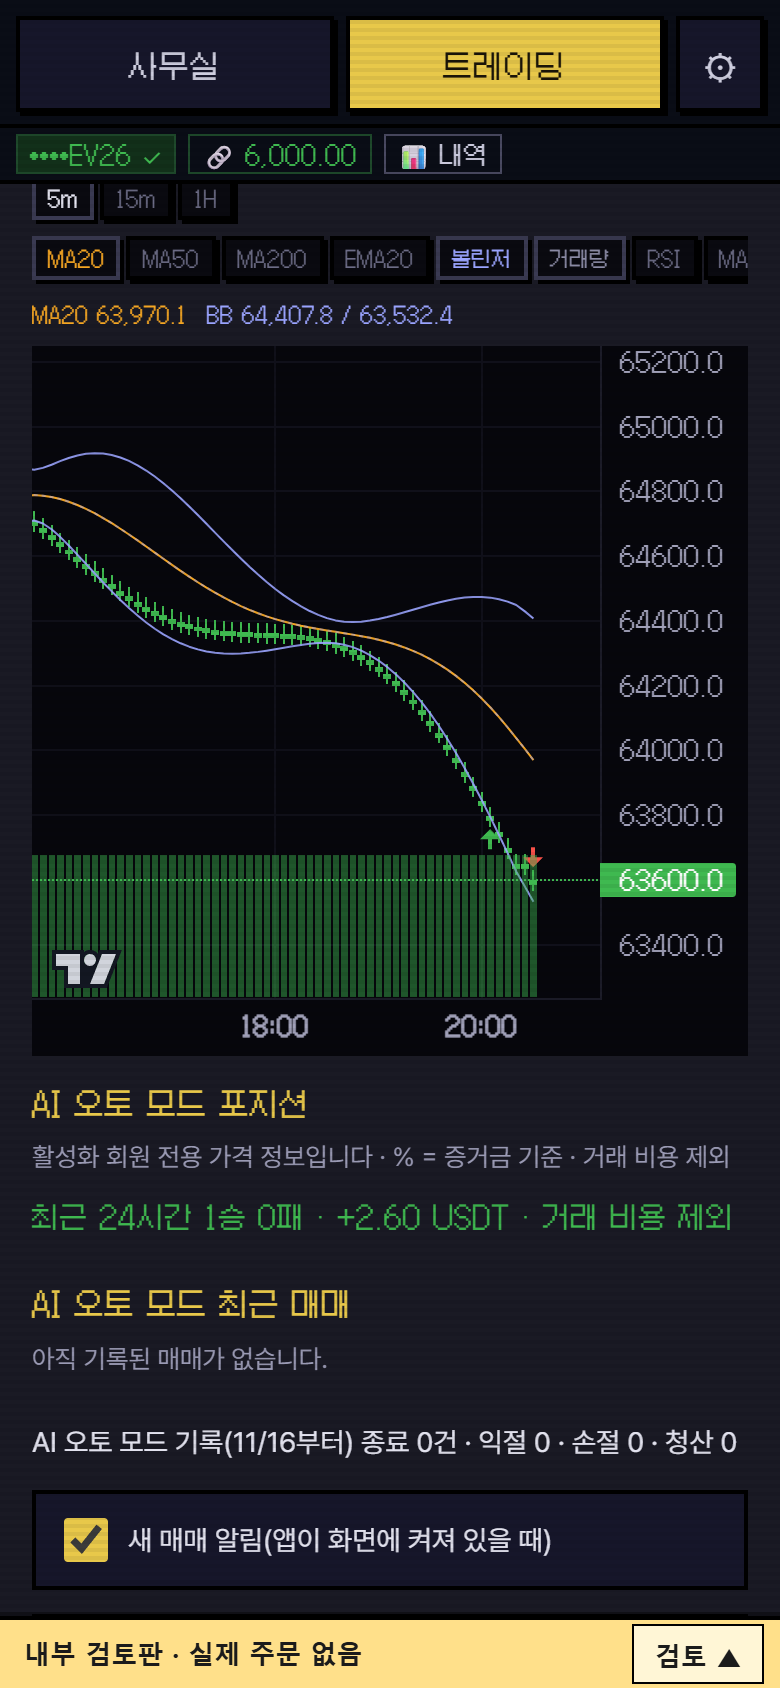 사무실 트레이딩
••••EV26 ✓ 6,000.00 내역
5m 15m 1H
MA20 MA50 MA200 EMA20 볼린저 거래량 RSI MA
MA20 63,970.1 BB 64,407.8 / 63,532.4
65200.0
65000.0
64800.0
64600.0
64400.0
64200.0
64000.0
63800.0
63600.0
63400.0
18:00 20:00
AI 오토 모드 포지션
활성화 회원 전용 가격 정보입니다 · % = 증거금 기준 · 거래 비용 제외
최근 24시간 1승 0패 · +2.60 USDT · 거래 비용 제외
AI 오토 모드 최근 매매
아직 기록된 매매가 없습니다.
AI 오토 모드 기록(11/16부터) 종료 0건 · 익절 0 · 손절 0 · 청산 0
새 매매 알림(앱이 화면에 켜져 있을 때)
내부 검토판 · 실제 주문 없음 검토 ▲